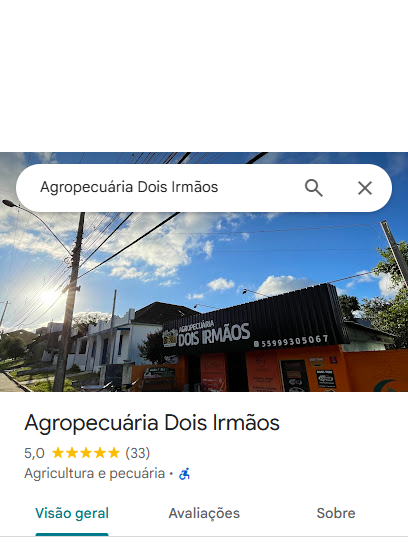 Agropecuária Dois Irmãos
AGROPECUÁRIA
DOIS IRMÃOS
55999305067
Agropecuária Dois Irmãos
5,0 ★★★★★ (33)
Agricultura e pecuária ·
Visão geral Avaliações Sobre